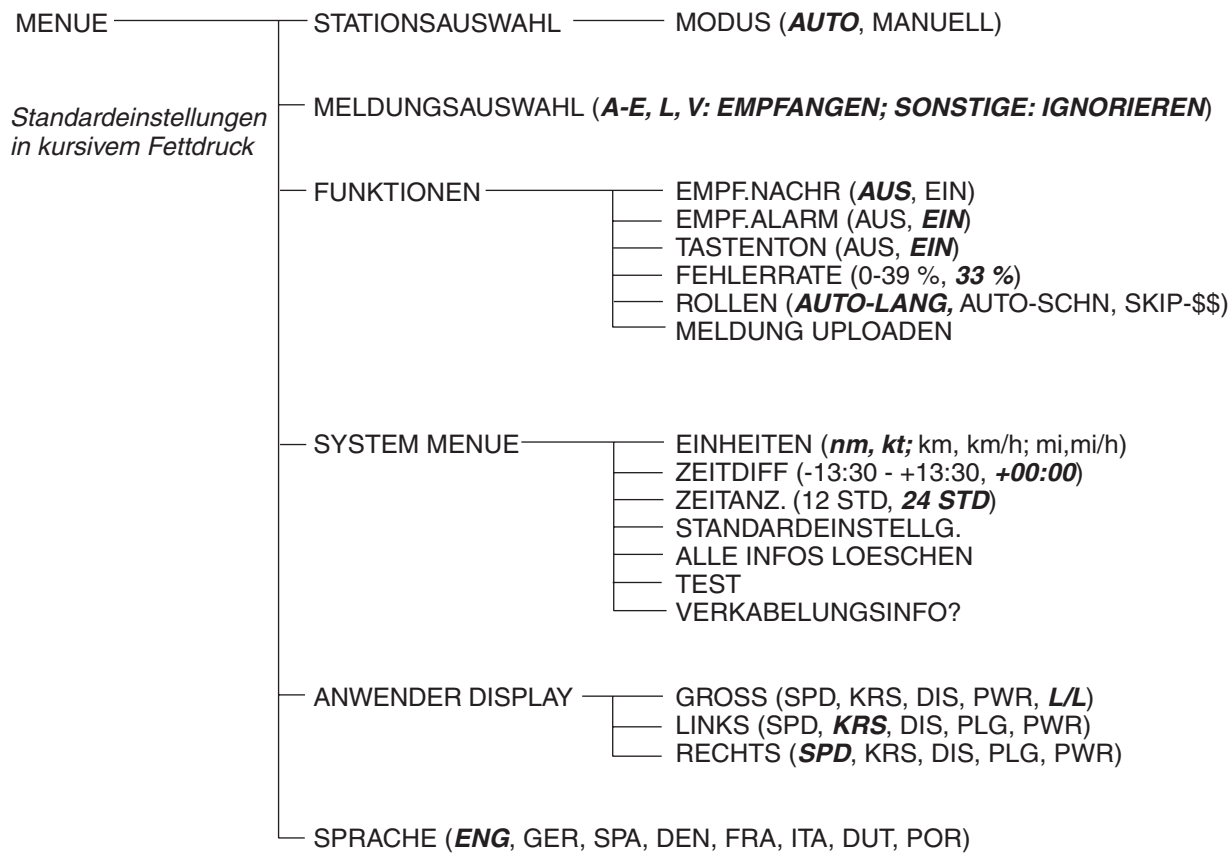 MENUE
STATIONSAUSWAHL
MODUS (AUTO, MANUELL)
Standardeinstellungen
in kursivem Fettdruck
MELDUNGSAUSWAHL (A-E, L, V: EMPFANGEN; SONSTIGE: IGNORIEREN)
FUNKTIONEN
EMPF.NACHR (AUS, EIN)
EMPF.ALARM (AUS, EIN)
TASTENTON (AUS, EIN)
FEHLERRATE (0-39 %, 33 %)
ROLLEN (AUTO-LANG, AUTO-SCHN, SKIP-$$)
MELDUNG UPLOADEN
SYSTEM MENUE
EINHEITEN (nm, kt; km, km/h; mi,mi/h)
ZEITDIFF (-13:30 - +13:30, +00:00)
ZEITANZ. (12 STD, 24 STD)
STANDARDEINSTELLG.
ALLE INFOS LOESCHEN
TEST
VERKABELUNGSINFO?
ANWENDER DISPLAY
GROSS (SPD, KRS, DIS, PWR, L/L)
LINKS (SPD, KRS, DIS, PLG, PWR)
RECHTS (SPD, KRS, DIS, PLG, PWR)
SPRACHE (ENG, GER, SPA, DEN, FRA, ITA, DUT, POR)